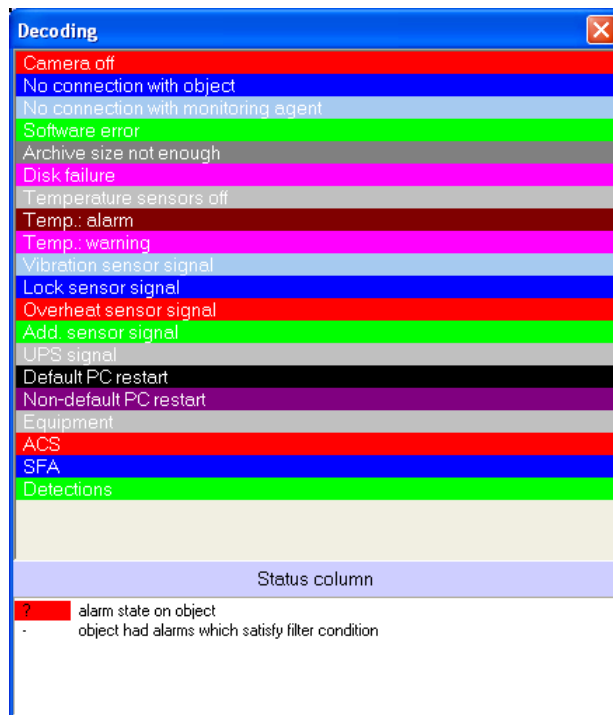 Decoding
Camera off
No connection with object
No connection with monitoring agent
Software error
Archive size not enough
Disk failure
Temperature sensors off
Temp.: alarm
Temp.: warning
Vibration sensor signal
Lock sensor signal
Overheat sensor signal
Add. sensor signal
UPS signal
Default PC restart
Non-default PC restart
Equipment
ACS
SFA
Detections
Status column
? alarm state on object
- object had alarms which satisfy filter condition